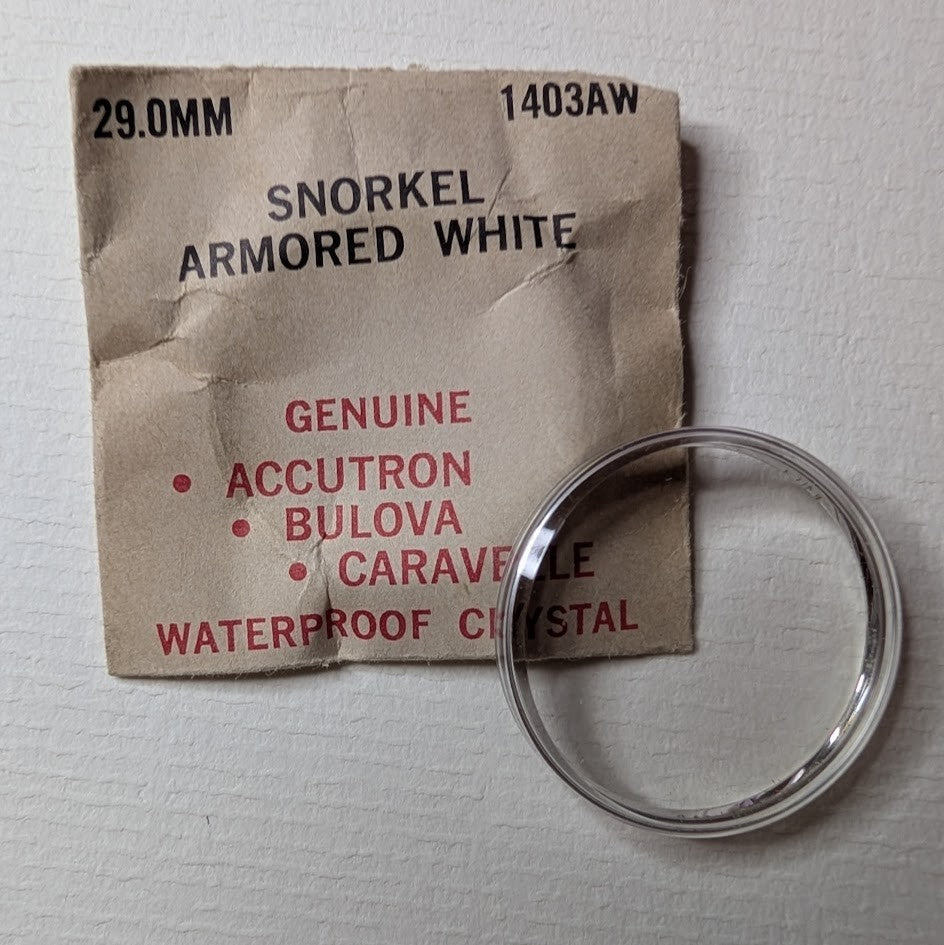 29.0MM 1403AW
SNORKEL
ARMORED WHITE
GENUINE
• ACCUTRON
• BULOVA
• CARAVELLE
WATERPROOF CRYSTAL